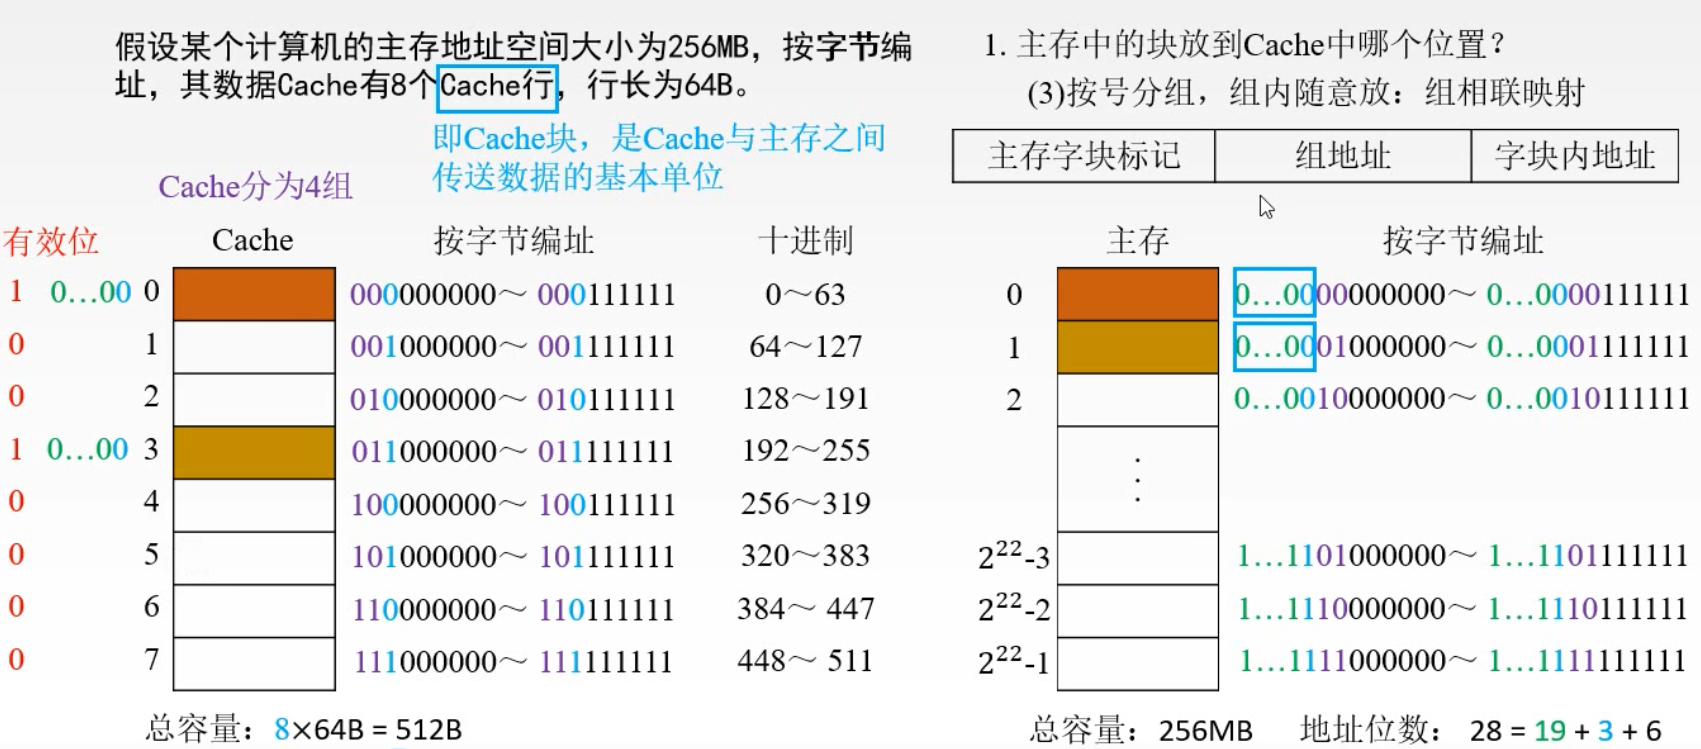 假设某个计算机的主存地址空间大小为256MB，按字节编
址，其数据Cache有8个Cache行，行长为64B。
即Cache块，是Cache与主存之间
传送数据的基本单位
Cache分为4组
1. 主存中的块放到Cache中哪个位置？
(3)按号分组，组内随意放：组相联映射
主存字块标记 组地址 字块内地址
有效位 Cache 按字节编址 十进制
1 0…00 0 000000000～ 000111111 0～63
0 1 001000000～ 001111111 64～127
0 2 010000000～ 010111111 128～191
1 0…00 3 011000000～ 011111111 192～255
0 4 100000000～ 100111111 256～319
0 5 101000000～ 101111111 320～383
0 6 110000000～ 110111111 384～ 447
0 7 111000000～ 111111111 448～ 511
总容量：8×64B = 512B
主存 按字节编址
0 0…0000000000～ 0…0000111111
1 0…0001000000～ 0…0001111111
2 0…0010000000～ 0…0010111111
2²²-3 1…1101000000～ 1…1101111111
2²²-2 1…1110000000～ 1…1110111111
2²²-1 1…1111000000～ 1…1111111111
总容量：256MB 地址位数： 28 = 19 + 3 + 6